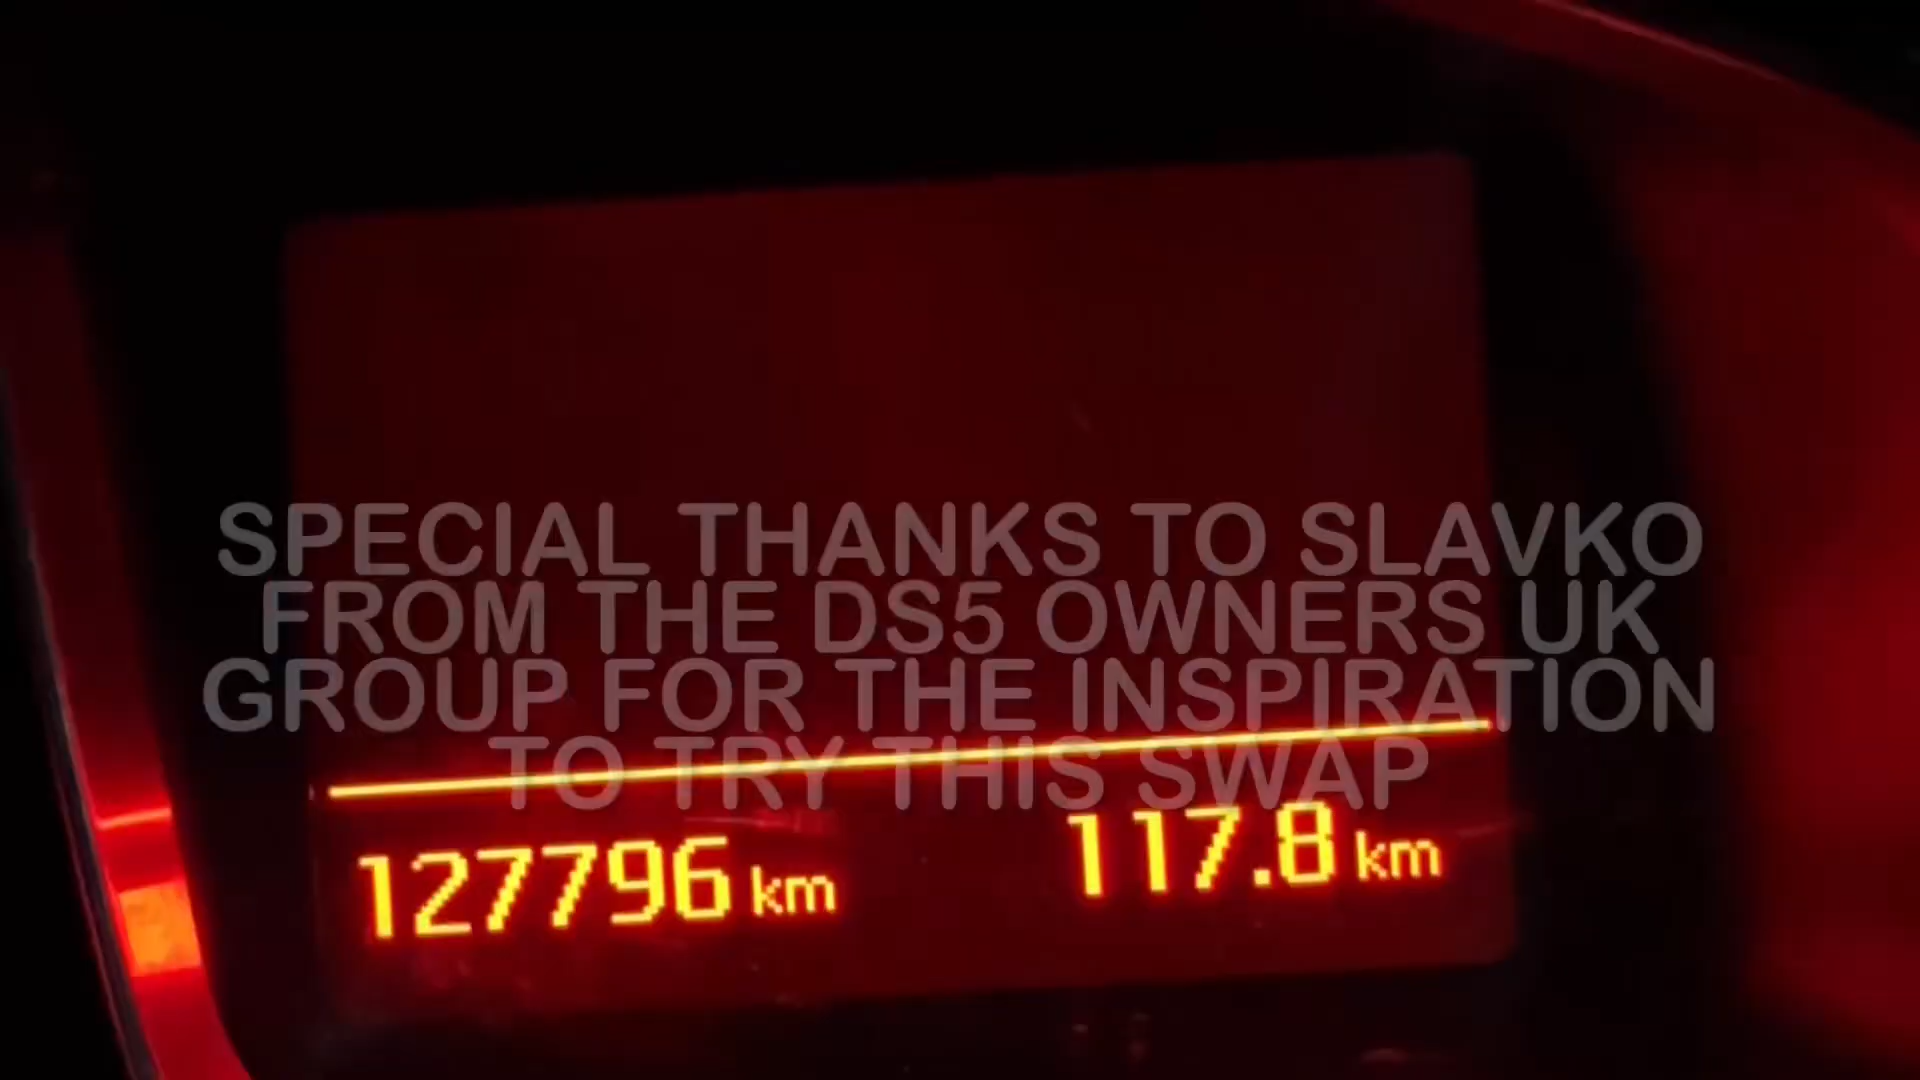 SPECIAL THANKS TO SLAVKO
FROM THE DS5 OWNERS UK
GROUP FOR THE INSPIRATION
TO TRY THIS SWAP
127796 km 117.8 km